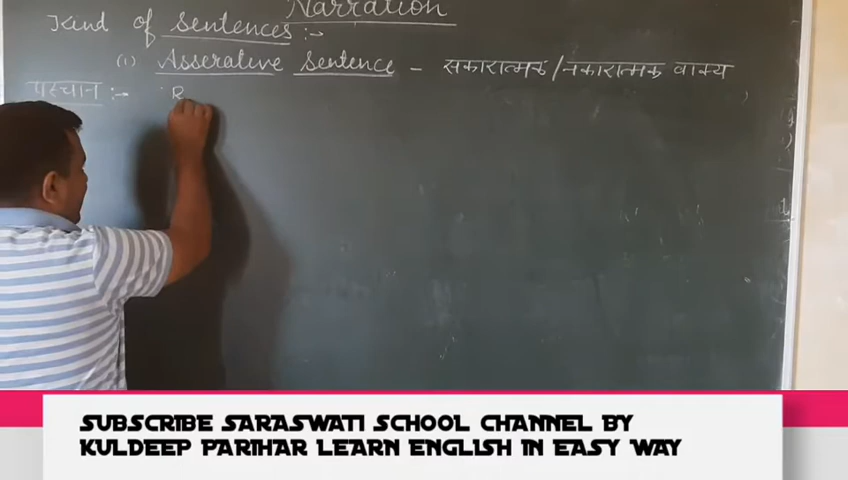 Narration
Kind of Sentences :-
(1) Asserative Sentence - सकारात्मक/नकारात्मक वाक्य
पहचान :- R
SUBSCRIBE SARASWATI SCHOOL CHANNEL BY
KULDEEP PARIHAR LEARN ENGLISH IN EASY WAY